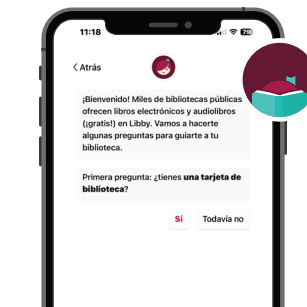 11:18
79
Atrás
¡Bienvenido! Miles de bibliotecas públicas
ofrecen libros electrónicos y audiolibros
(¡gratis!) en Libby. Vamos a hacerte
algunas preguntas para guiarte a tu
biblioteca.
Primera pregunta: ¿tienes una tarjeta de
biblioteca?
Sí Todavía no